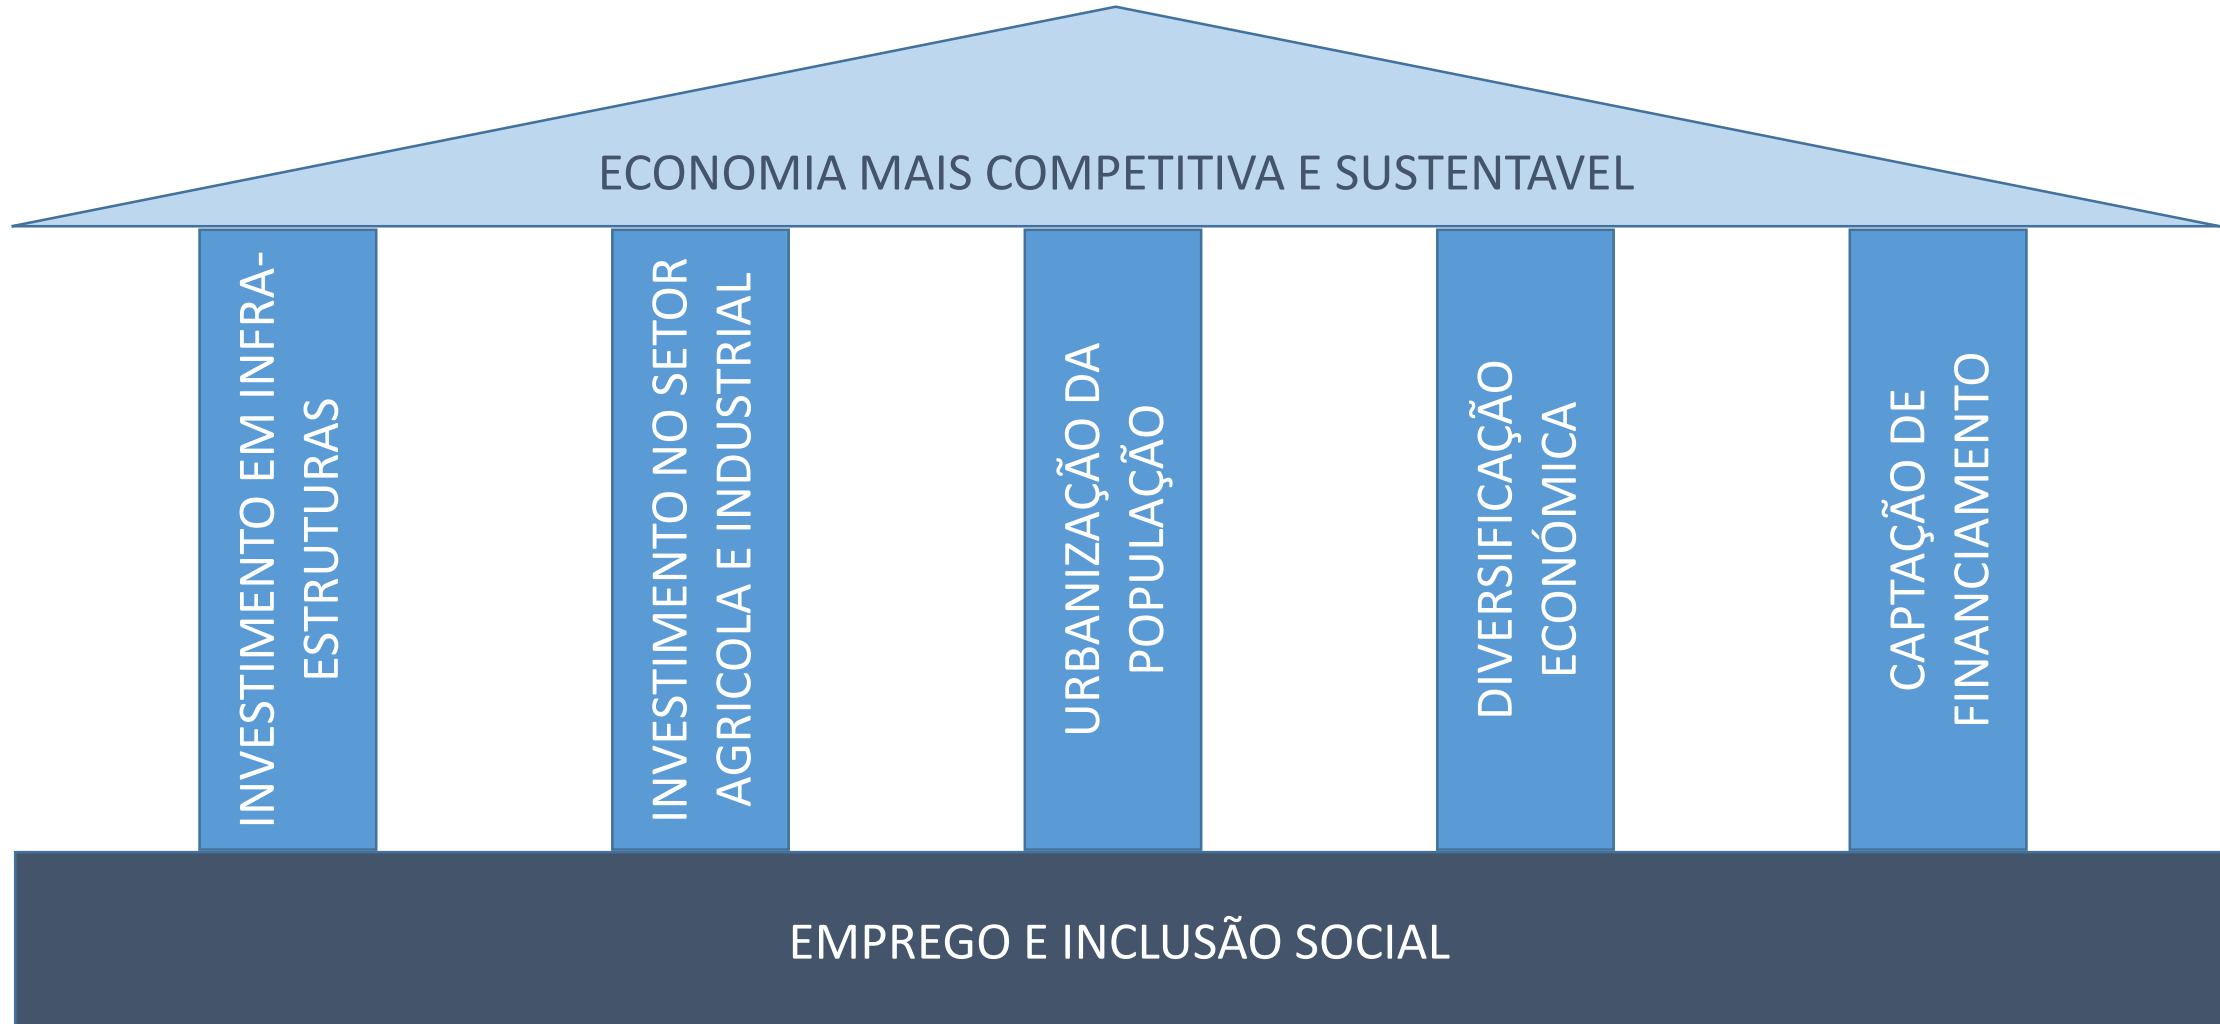 ECONOMIA MAIS COMPETITIVA E SUSTENTAVEL
INVESTIMENTO EM INFRA-
ESTRUTURAS
INVESTIMENTO NO SETOR
AGRICOLA E INDUSTRIAL
URBANIZAÇÃO DA
POPULAÇÃO
DIVERSIFICAÇÃO
ECONÓMICA
CAPTAÇÃO DE
FINANCIAMENTO
EMPREGO E INCLUSÃO SOCIAL